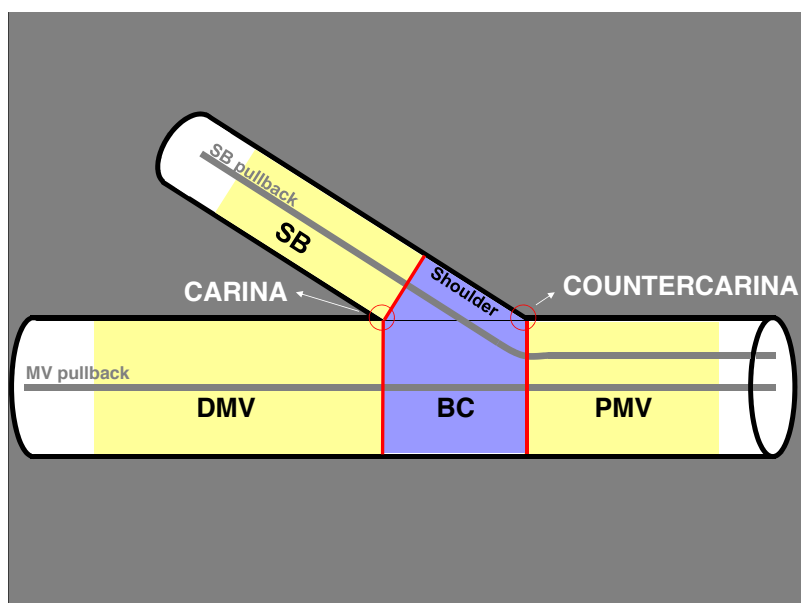 SB pullback
SB
Shoulder
CARINA
COUNTERCARINA
MV pullback
DMV
BC
PMV